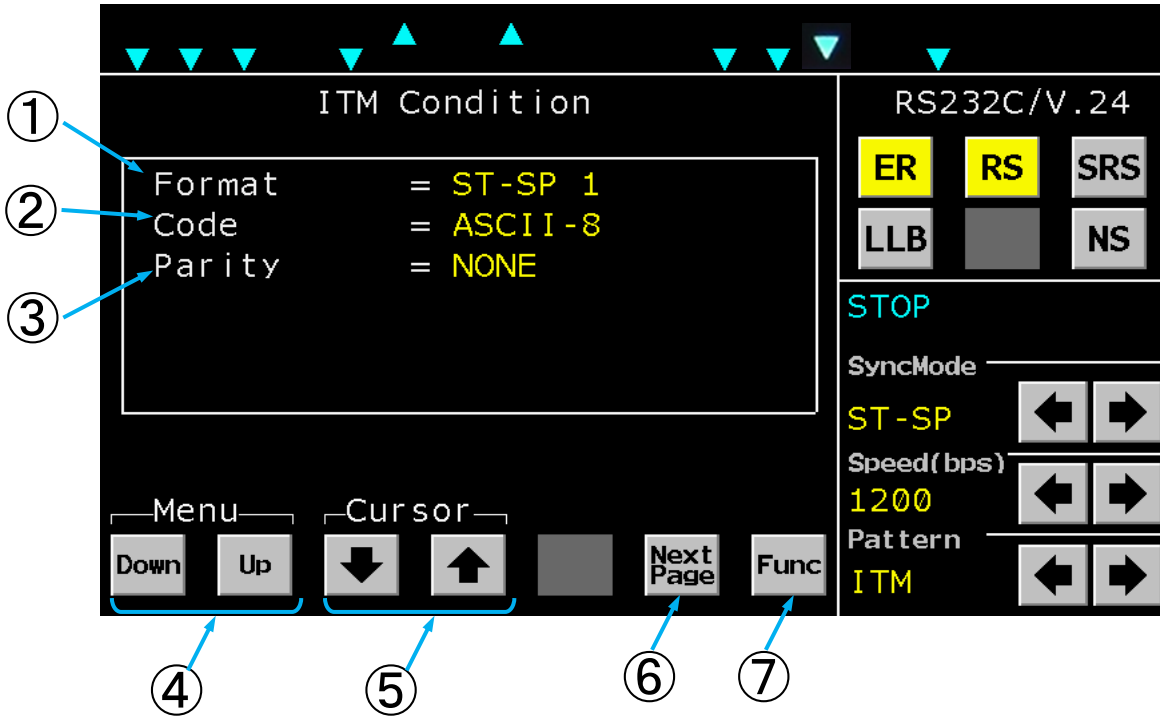 ITM Condition
RS232C/V.24
①
Format = ST-SP 1
②
Code = ASCII-8
③
Parity = NONE
ER RS SRS
LLB NS
STOP
SyncMode
ST-SP
Speed(bps)
1200
Pattern
ITM
Menu Cursor
Down Up Next Page Func
④ ⑤ ⑥ ⑦